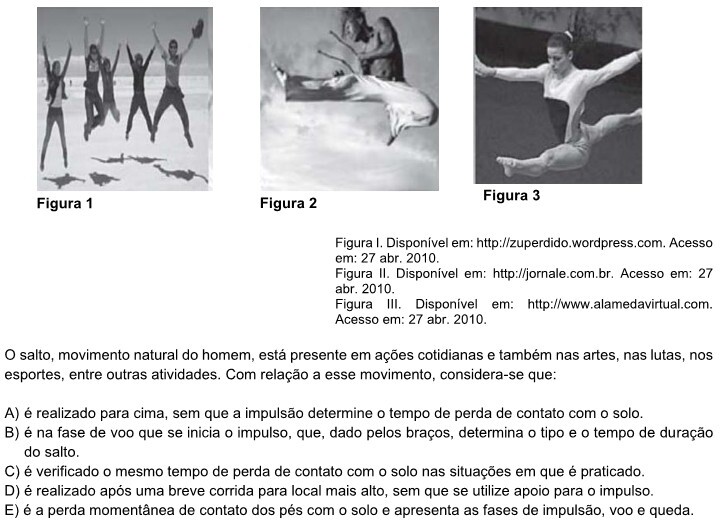 Figura 1
Figura 2
Figura 3
Figura I. Disponível em: http://zuperdido.wordpress.com. Acesso
em: 27 abr. 2010.
Figura II. Disponível em: http://jornale.com.br. Acesso em: 27
abr. 2010.
Figura III. Disponível em: http://www.alamedavirtual.com.
Acesso em: 27 abr. 2010.
O salto, movimento natural do homem, está presente em ações cotidianas e também nas artes, nas lutas, nos
esportes, entre outras atividades. Com relação a esse movimento, considera-se que:
A) é realizado para cima, sem que a impulsão determine o tempo de perda de contato com o solo.
B) é na fase de voo que se inicia o impulso, que, dado pelos braços, determina o tipo e o tempo de duração
do salto.
C) é verificado o mesmo tempo de perda de contato com o solo nas situações em que é praticado.
D) é realizado após uma breve corrida para local mais alto, sem que se utilize apoio para o impulso.
E) é a perda momentânea de contato dos pés com o solo e apresenta as fases de impulsão, voo e queda.